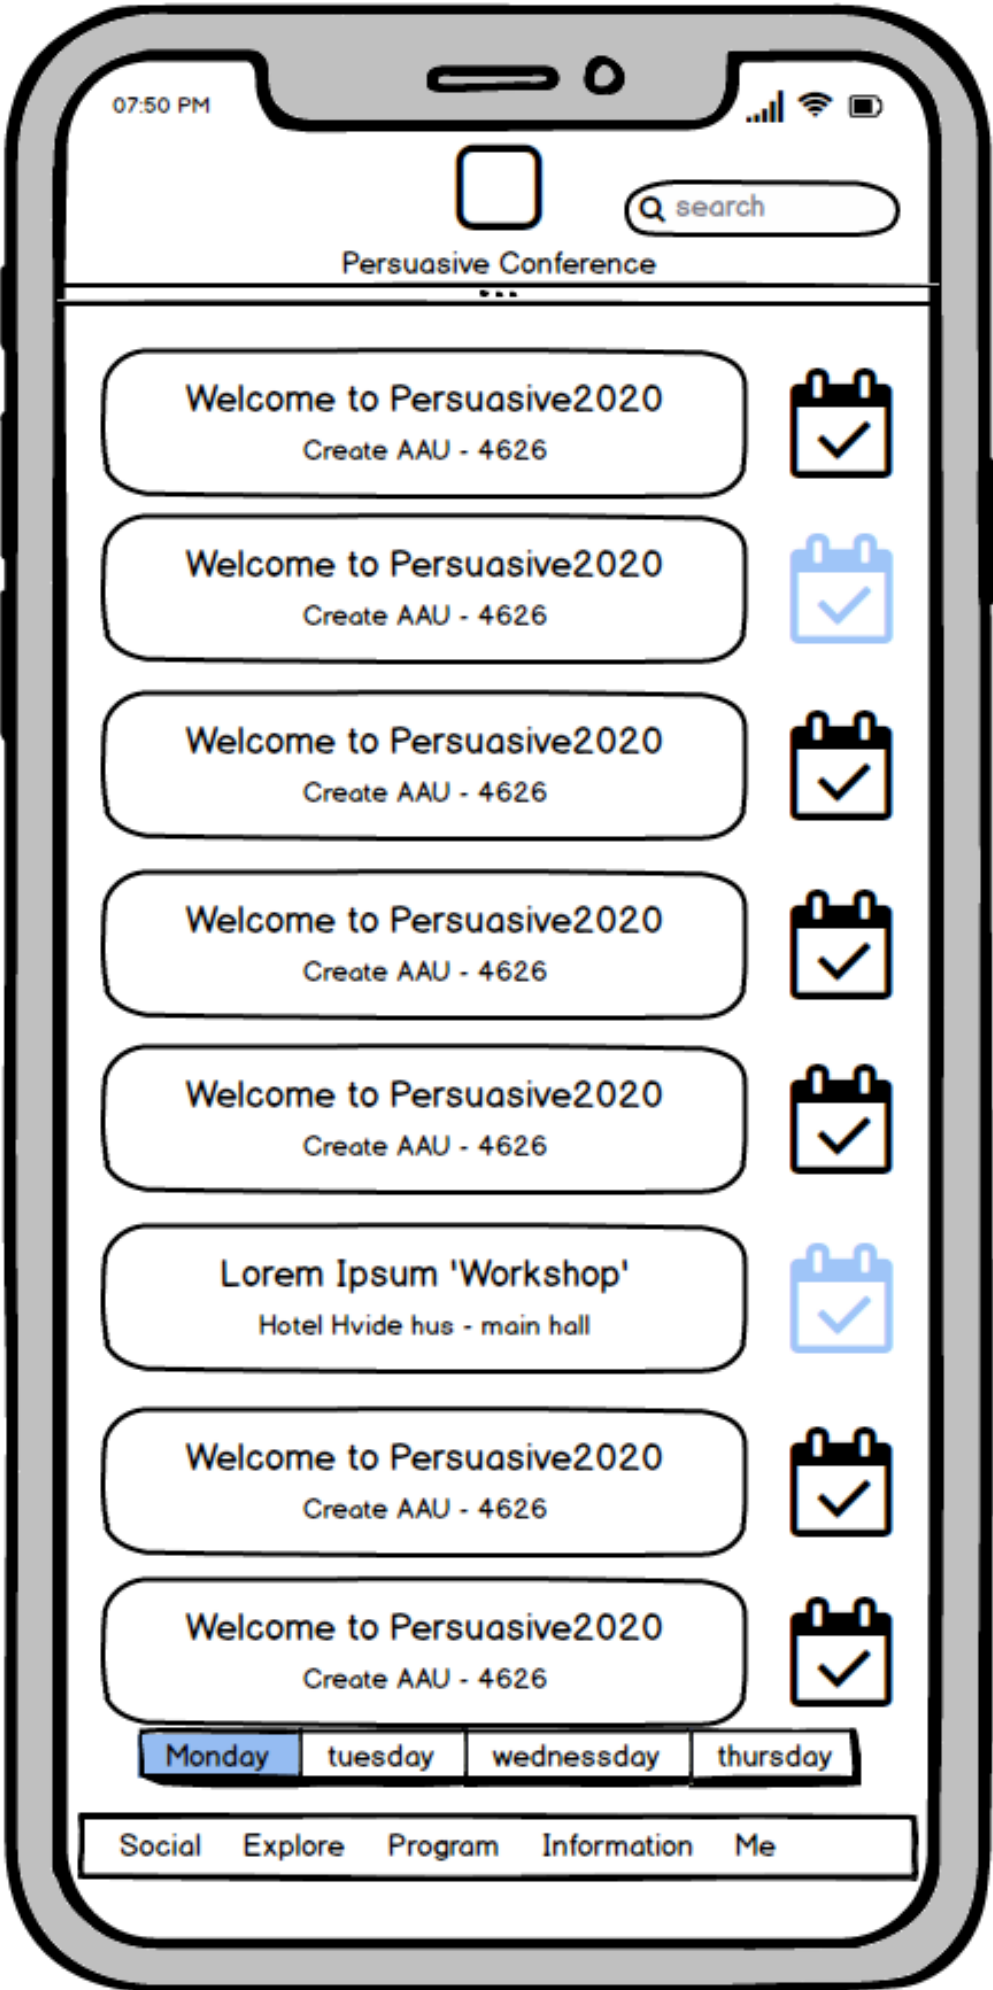 07:50 PM
search
Persuasive Conference
Welcome to Persuasive2020
Create AAU - 4626
Welcome to Persuasive2020
Create AAU - 4626
Welcome to Persuasive2020
Create AAU - 4626
Welcome to Persuasive2020
Create AAU - 4626
Welcome to Persuasive2020
Create AAU - 4626
Lorem Ipsum 'Workshop'
Hotel Hvide hus - main hall
Welcome to Persuasive2020
Create AAU - 4626
Welcome to Persuasive2020
Create AAU - 4626
Monday tuesday wednessday thursday
Social Explore Program Information Me